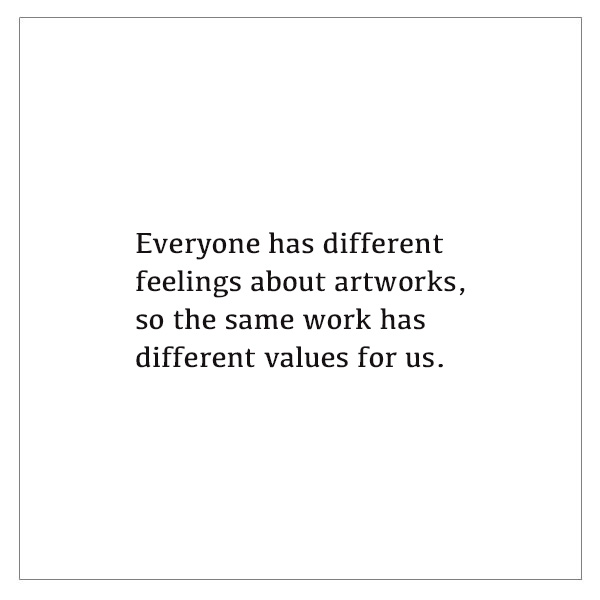 Everyone has different
feelings about artworks,
so the same work has
different values for us.